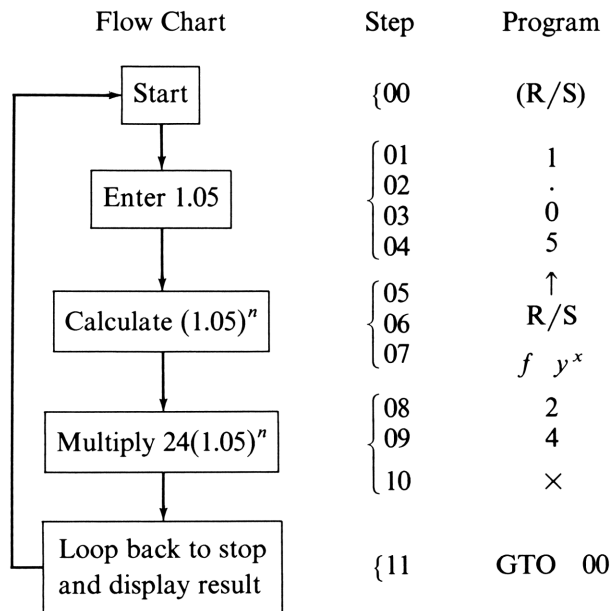 Flow Chart Step Program
Start {00 (R/S)
01 1
02 .
Enter 1.05 03 0
04 5
05 ↑
Calculate (1.05)ⁿ 06 R/S
07 f yˣ
08 2
Multiply 24(1.05)ⁿ 09 4
10 ×
Loop back to stop
and display result {11 GTO 00